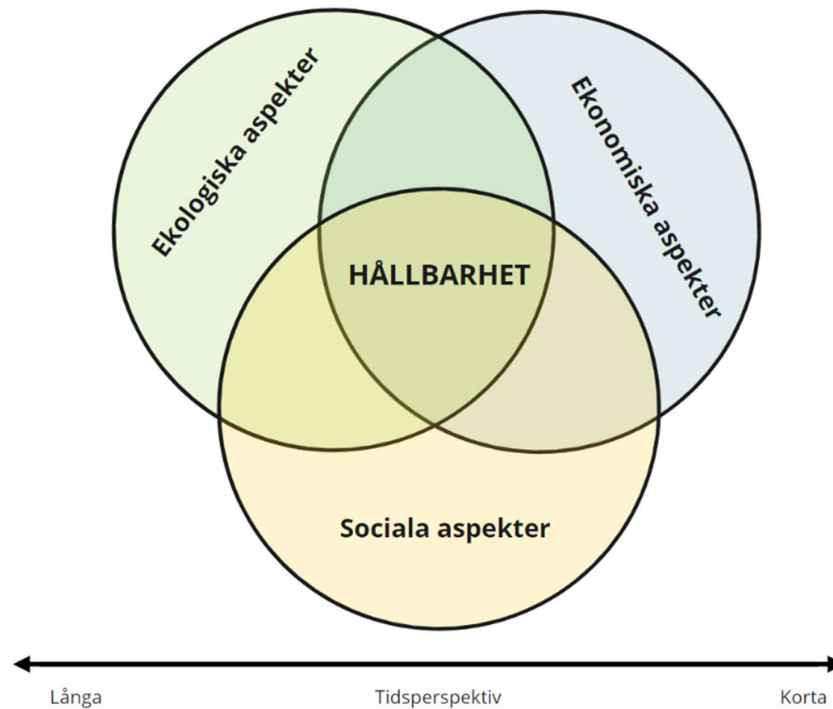 Ekologiska aspekter
Ekonomiska aspekter
HÅLLBARHET
Sociala aspekter
Långa
Tidsperspektiv
Korta